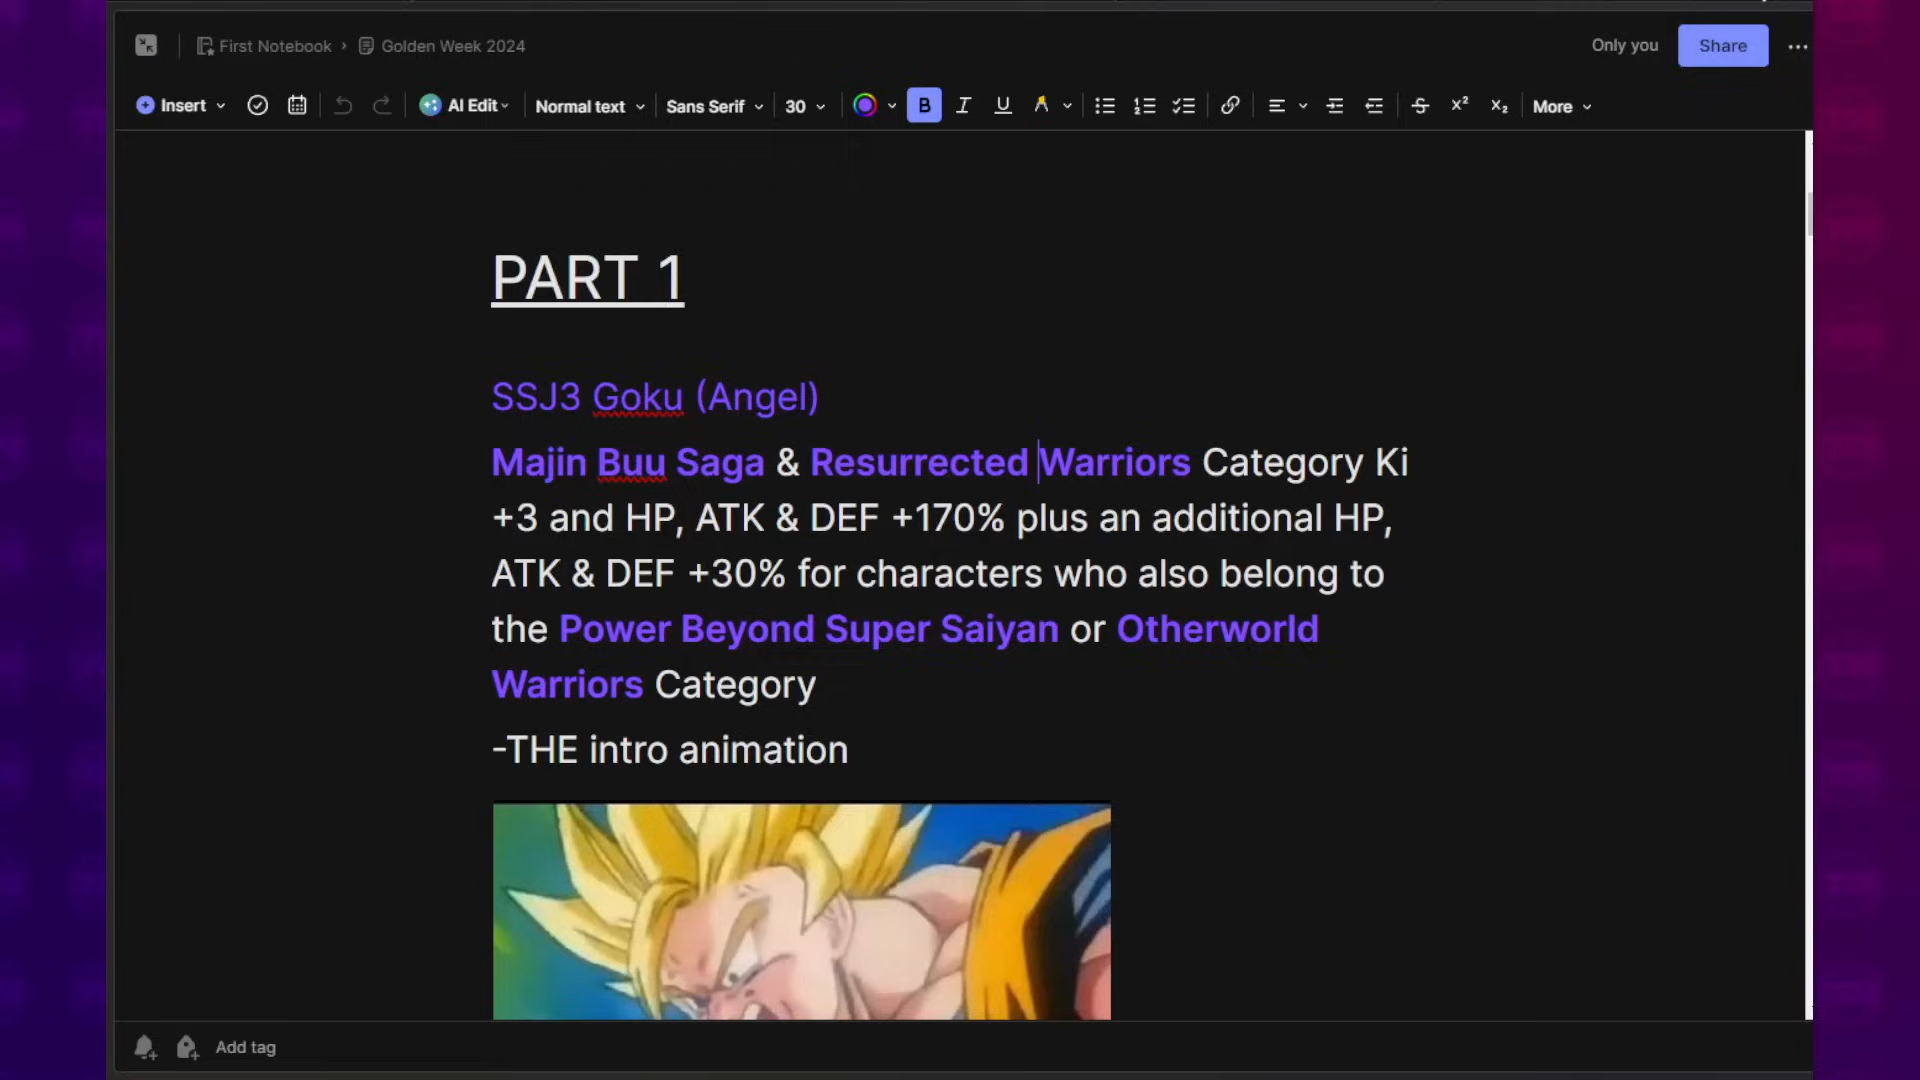 First Notebook › Golden Week 2024
Only you
Share
Insert
AI Edit
Normal text
Sans Serif
30
B
I
U
S
x²
x₂
More
PART 1
SSJ3 Goku (Angel)
Majin Buu Saga & Resurrected Warriors Category Ki
+3 and HP, ATK & DEF +170% plus an additional HP,
ATK & DEF +30% for characters who also belong to
the Power Beyond Super Saiyan or Otherworld
Warriors Category
-THE intro animation
Add tag